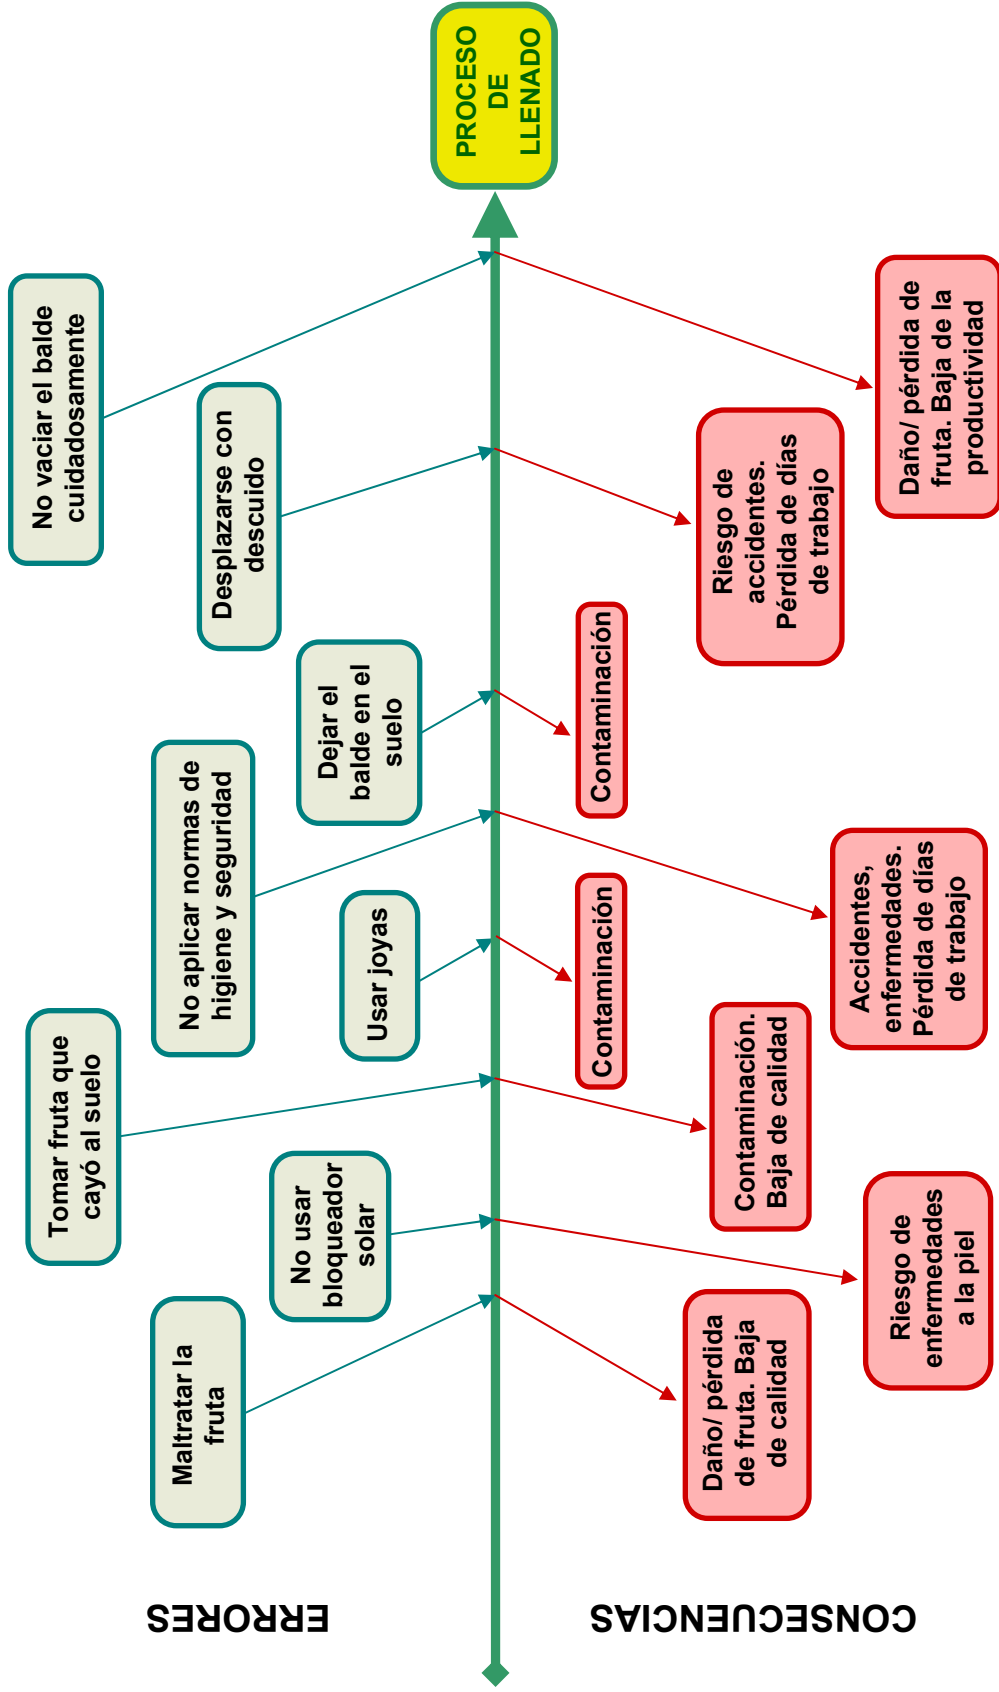 ERRORES
Maltratar la
fruta
No usar
bloqueador
solar
Tomar fruta que
cayó al suelo
Usar joyas
No aplicar normas de
higiene y seguridad
Dejar el
balde en el
suelo
Desplazarse con
descuido
No vaciar el balde
cuidadosamente
PROCESO
DE
LLENADO
CONSECUENCIAS
Daño/ pérdida
de fruta. Baja
de calidad
Riesgo de
enfermedades
a la piel
Contaminación.
Baja de calidad
Contaminación
Accidentes,
enfermedades.
Pérdida de días
de trabajo
Contaminación
Riesgo de
accidentes.
Pérdida de días
de trabajo
Daño/ pérdida de
fruta. Baja de la
productividad